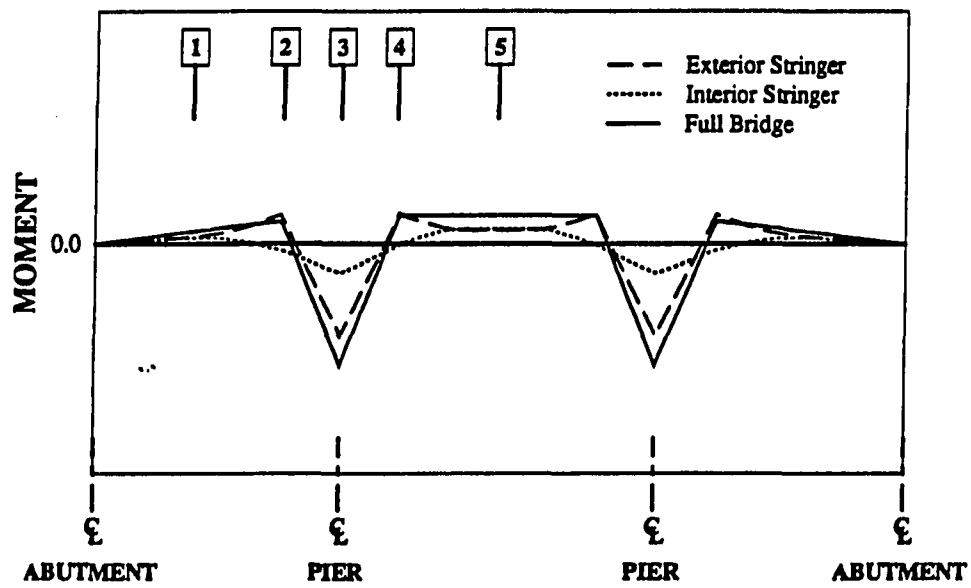 1 2 3 4 5
Exterior Stringer
Interior Stringer
Full Bridge
MOMENT
0.0
℄ ℄ ℄ ℄
ABUTMENT PIER PIER ABUTMENT